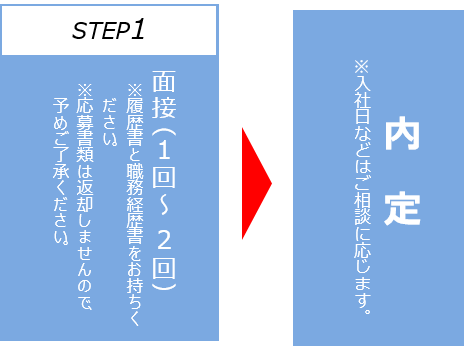 STEP1
面接(1回～2回)
※履歴書と職務経歴書をお持ちく
ださい。
※応募書類は返却しませんので、
予めご了承ください。
内定
※入社日などはご相談に応じます。